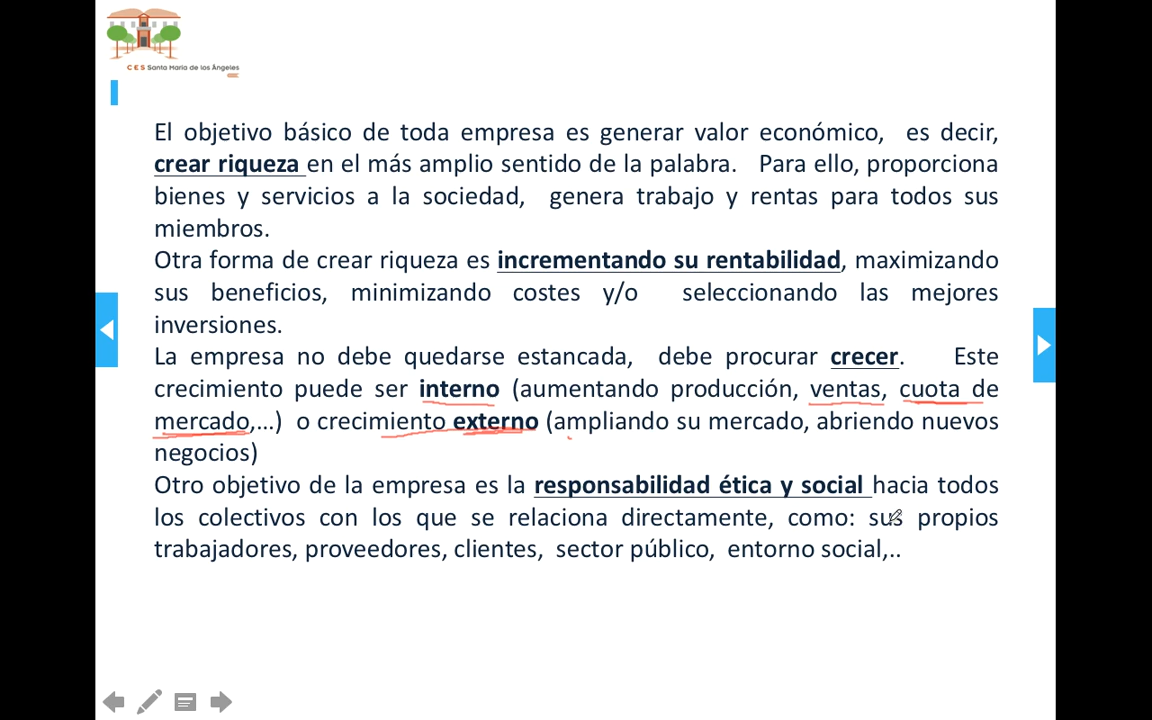 CES Santa María de los Ángeles
El objetivo básico de toda empresa es generar valor económico, es decir,
crear riqueza en el más amplio sentido de la palabra. Para ello, proporciona
bienes y servicios a la sociedad, genera trabajo y rentas para todos sus
miembros.
Otra forma de crear riqueza es incrementando su rentabilidad, maximizando
sus beneficios, minimizando costes y/o seleccionando las mejores
inversiones.
La empresa no debe quedarse estancada, debe procurar crecer. Este
crecimiento puede ser interno (aumentando producción, ventas, cuota de
mercado,...) o crecimiento externo (ampliando su mercado, abriendo nuevos
negocios)
Otro objetivo de la empresa es la responsabilidad ética y social hacia todos
los colectivos con los que se relaciona directamente, como: sus propios
trabajadores, proveedores, clientes, sector público, entorno social,..